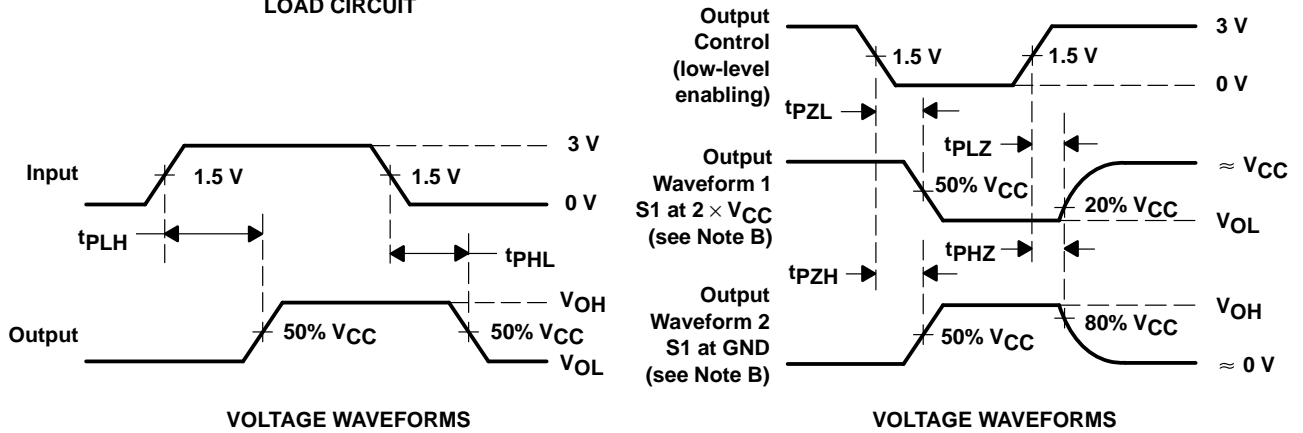 LOAD CIRCUIT
Input
1.5 V
1.5 V
3 V
0 V
tPLH
tPHL
Output
50% VCC
50% VCC
VOH
VOL
VOLTAGE WAVEFORMS
Output
Control
(low-level
enabling)
1.5 V
1.5 V
3 V
0 V
tPZL
tPLZ
Output
Waveform 1
S1 at 2 × VCC
(see Note B)
50% VCC
20% VCC
≈ VCC
VOL
tPZH
tPHZ
Output
Waveform 2
S1 at GND
(see Note B)
50% VCC
80% VCC
VOH
≈ 0 V
VOLTAGE WAVEFORMS